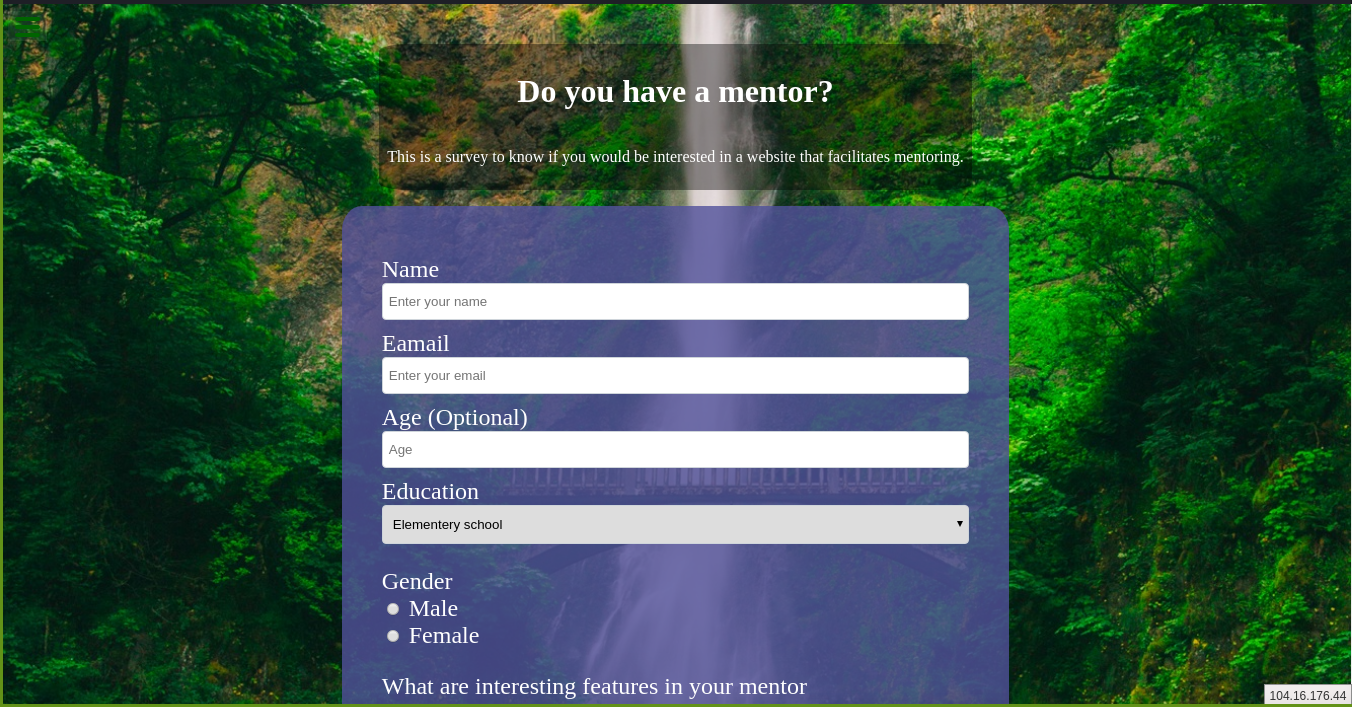 Do you have a mentor?
This is a survey to know if you would be interested in a website that facilitates mentoring.
Name
Enter your name
Eamail
Enter your email
Age (Optional)
Age
Education
Elementery school
Gender
Male
Female
What are interesting features in your mentor
104.16.176.44